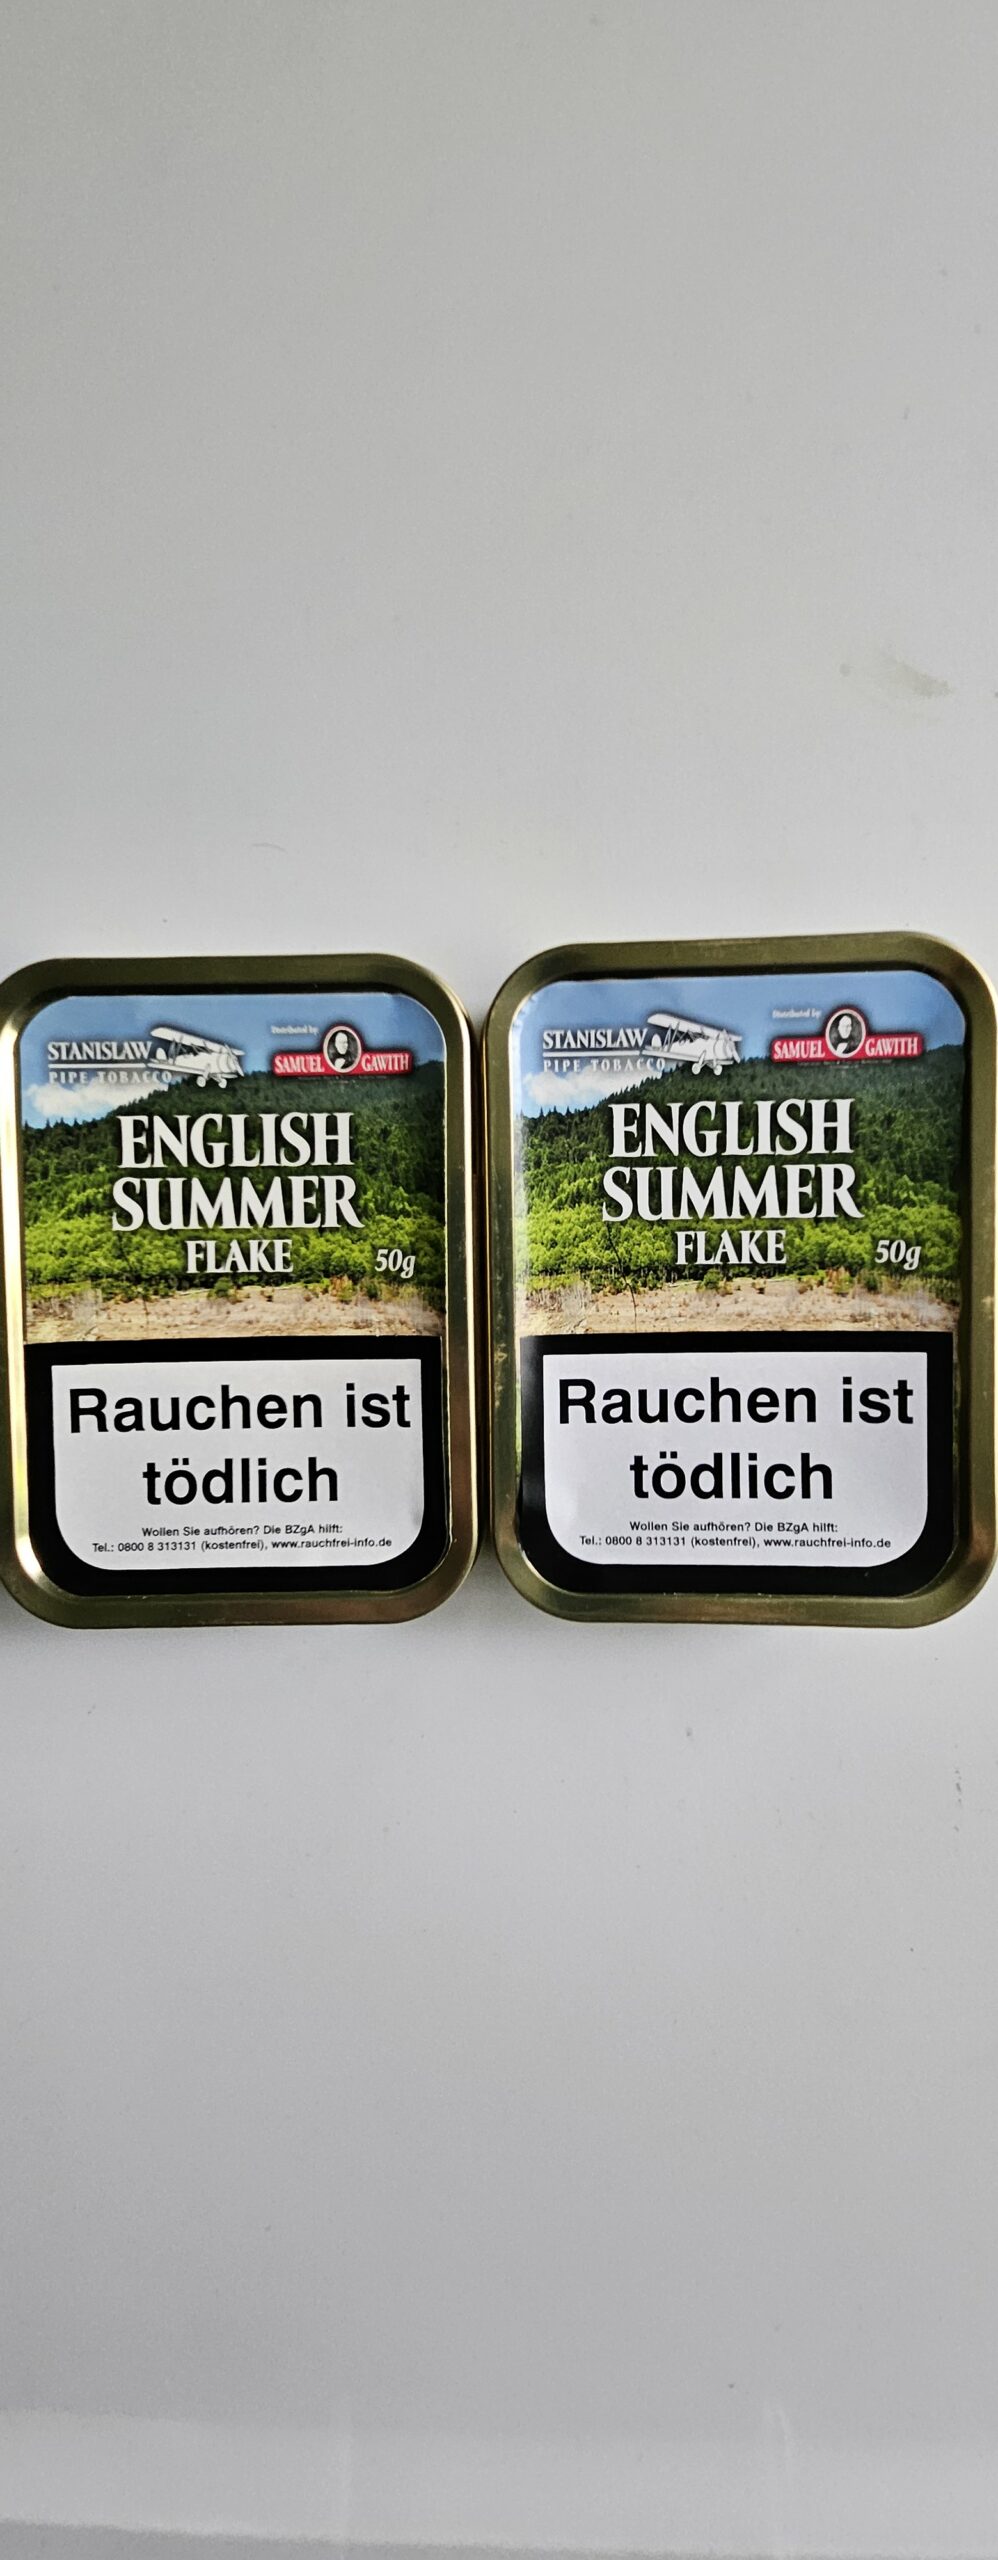 STANISLAW
PIPE TOBACCO
Distributed by:
SAMUEL GAWITH
ENGLISH
SUMMER
FLAKE
50g
Rauchen ist
tödlich
Wollen Sie aufhören? Die BZgA hilft:
Tel.: 0800 8 313131 (kostenfrei), www.rauchfrei-info.de
STANISLAW
PIPE TOBACCO
Distributed by:
SAMUEL GAWITH
ENGLISH
SUMMER
FLAKE
50g
Rauchen ist
tödlich
Wollen Sie aufhören? Die BZgA hilft:
Tel.: 0800 8 313131 (kostenfrei), www.rauchfrei-info.de